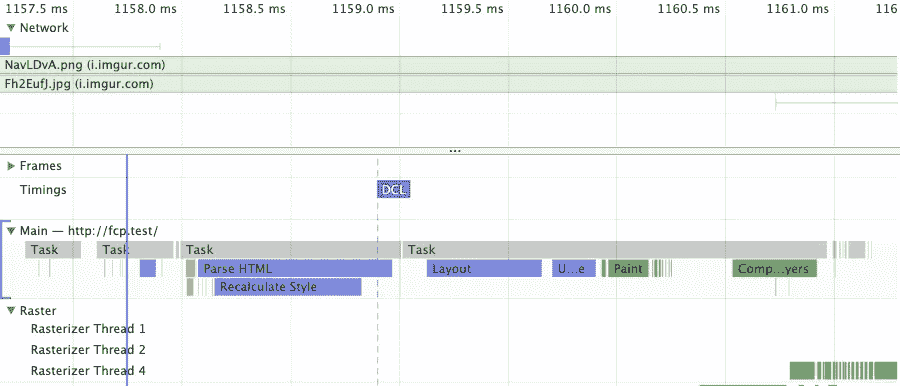 1157.5 ms 1158.0 ms 1158.5 ms 1159.0 ms 1159.5 ms 1160.0 ms 1160.5 ms 1161.0 ms 116
Network
NavLDvA.png (i.imgur.com)
Fh2EufJ.jpg (i.imgur.com)
...
Frames
Timings DCL
Main — http://fcp.test/
Task Task Task Task
Parse HTML Layout U...e Paint Comp...yers
Recalculate Style
Raster
Rasterizer Thread 1
Rasterizer Thread 2
Rasterizer Thread 4